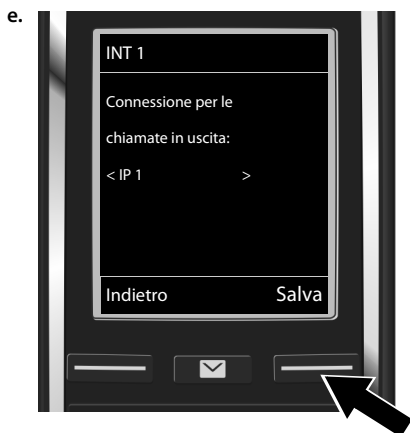 e.
INT 1
Connessione per le
chiamate in uscita:
< IP 1 >
Indietro Salva